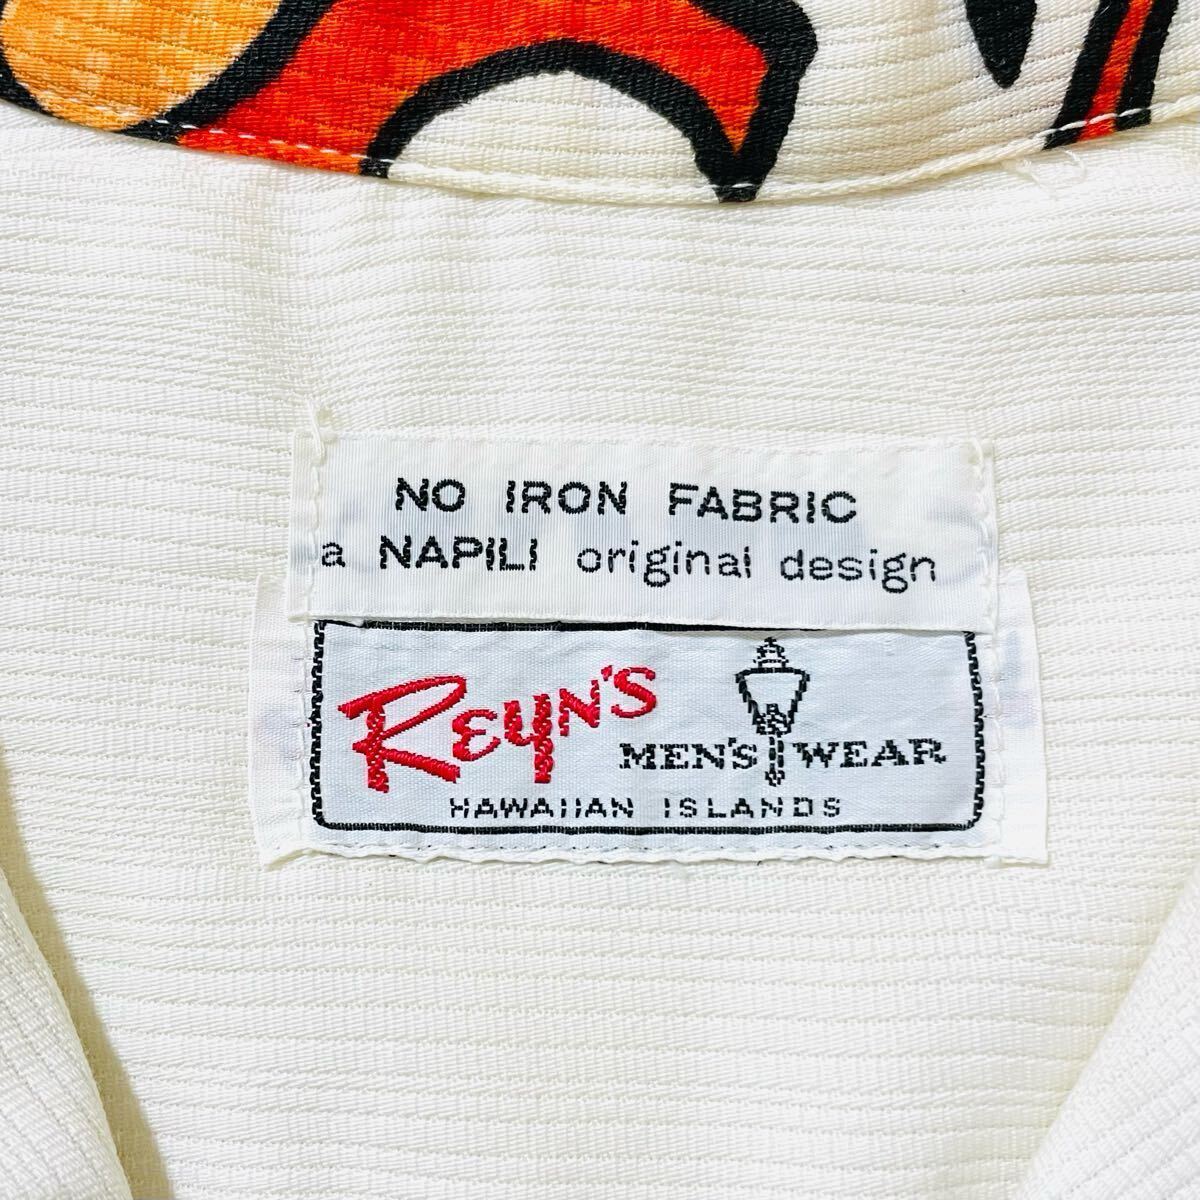 NO IRON FABRIC
a NAPILI original design
REYN'S
MEN'S WEAR
HAWAIIAN ISLANDS